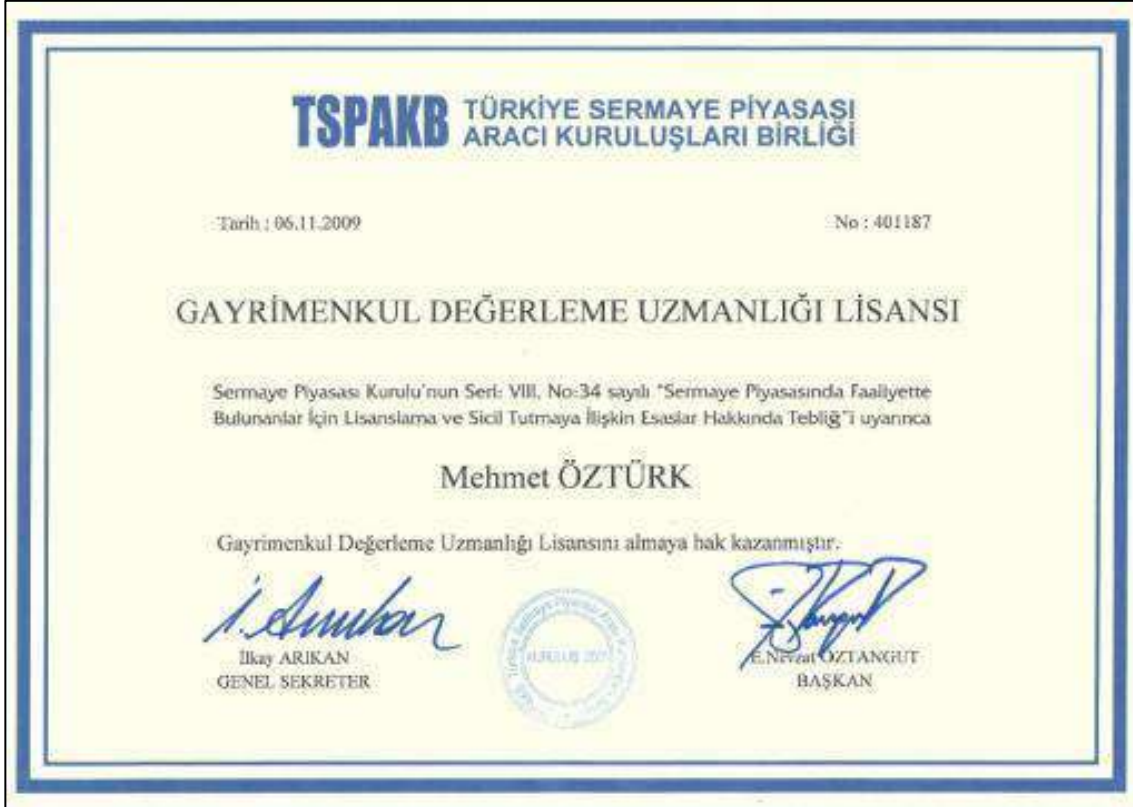 TSPAKB TÜRKİYE SERMAYE PİYASASI
ARACI KURULUŞLARI BİRLİĞİ
Tarih : 06.11.2009
No : 401187
GAYRİMENKUL DEĞERLEME UZMANLIĞI LİSANSI
Sermaye Piyasası Kurulu'nun Seri: VIII, No:34 sayılı "Sermaye Piyasasında Faaliyette
Bulunanlar İçin Lisanslama ve Sicil Tutmaya İlişkin Esaslar Hakkında Tebliğ"i uyarınca
Mehmet ÖZTÜRK
Gayrimenkul Değerleme Uzmanlığı Lisansını almaya hak kazanmıştır.
İlkay ARIKAN
GENEL SEKRETER
E.Nevzat ÖZTANGUT
BAŞKAN